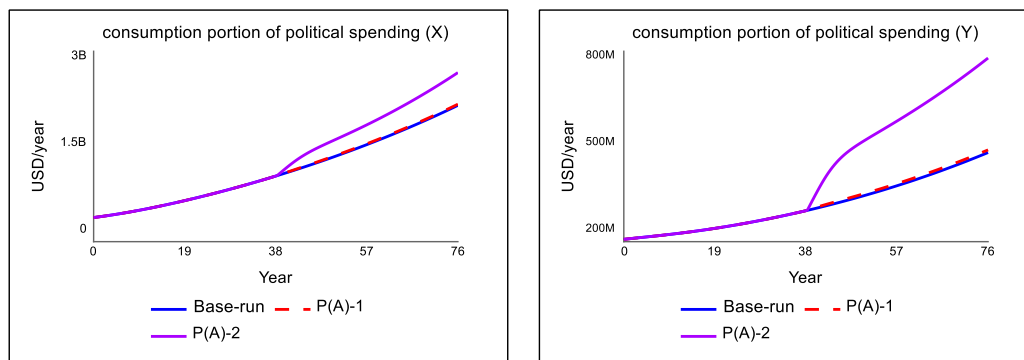 consumption portion of political spending (X)
3B
1.5B
0
USD/year
0 19 38 57 76
Year
Base-run P(A)-1
P(A)-2
consumption portion of political spending (Y)
800M
500M
200M
USD/year
0 19 38 57 76
Year
Base-run P(A)-1
P(A)-2